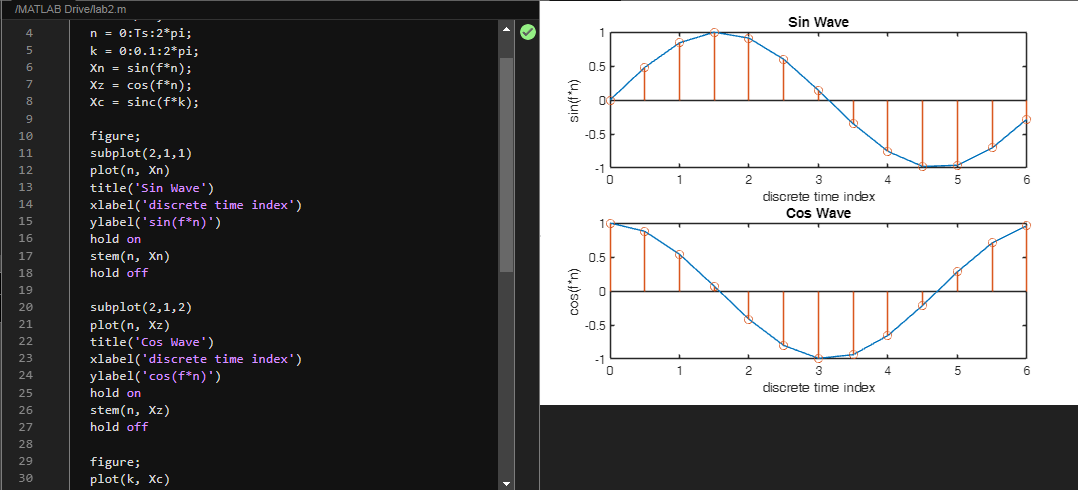 /MATLAB Drive/lab2.m
4 n = 0:Ts:2*pi;
5 k = 0:0.1:2*pi;
6 Xn = sin(f*n);
7 Xz = cos(f*n);
8 Xc = sinc(f*k);
9
10 figure;
11 subplot(2,1,1)
12 plot(n, Xn)
13 title('Sin Wave')
14 xlabel('discrete time index')
15 ylabel('sin(f*n)')
16 hold on
17 stem(n, Xn)
18 hold off
19
20 subplot(2,1,2)
21 plot(n, Xz)
22 title('Cos Wave')
23 xlabel('discrete time index')
24 ylabel('cos(f*n)')
25 hold on
26 stem(n, Xz)
27 hold off
28
29 figure;
30 plot(k, Xc)
Sin Wave
sin(f*n)
1
0.5
0
-0.5
-1
0 1 2 3 4 5 6
discrete time index
Cos Wave
cos(f*n)
1
0.5
0
-0.5
-1
0 1 2 3 4 5 6
discrete time index